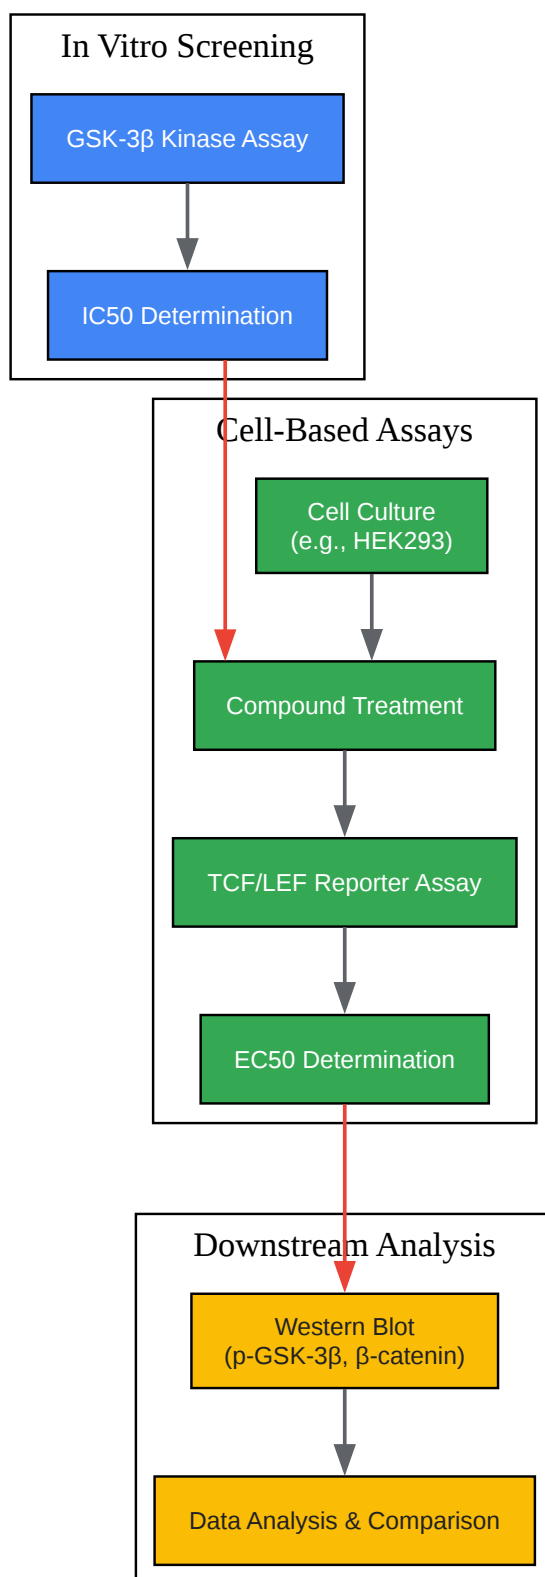 In Vitro Screening
GSK-3β Kinase Assay
IC50 Determination
Cell-Based Assays
Cell Culture
(e.g., HEK293)
Compound Treatment
TCF/LEF Reporter Assay
EC50 Determination
Downstream Analysis
Western Blot
(p-GSK-3β, β-catenin)
Data Analysis & Comparison